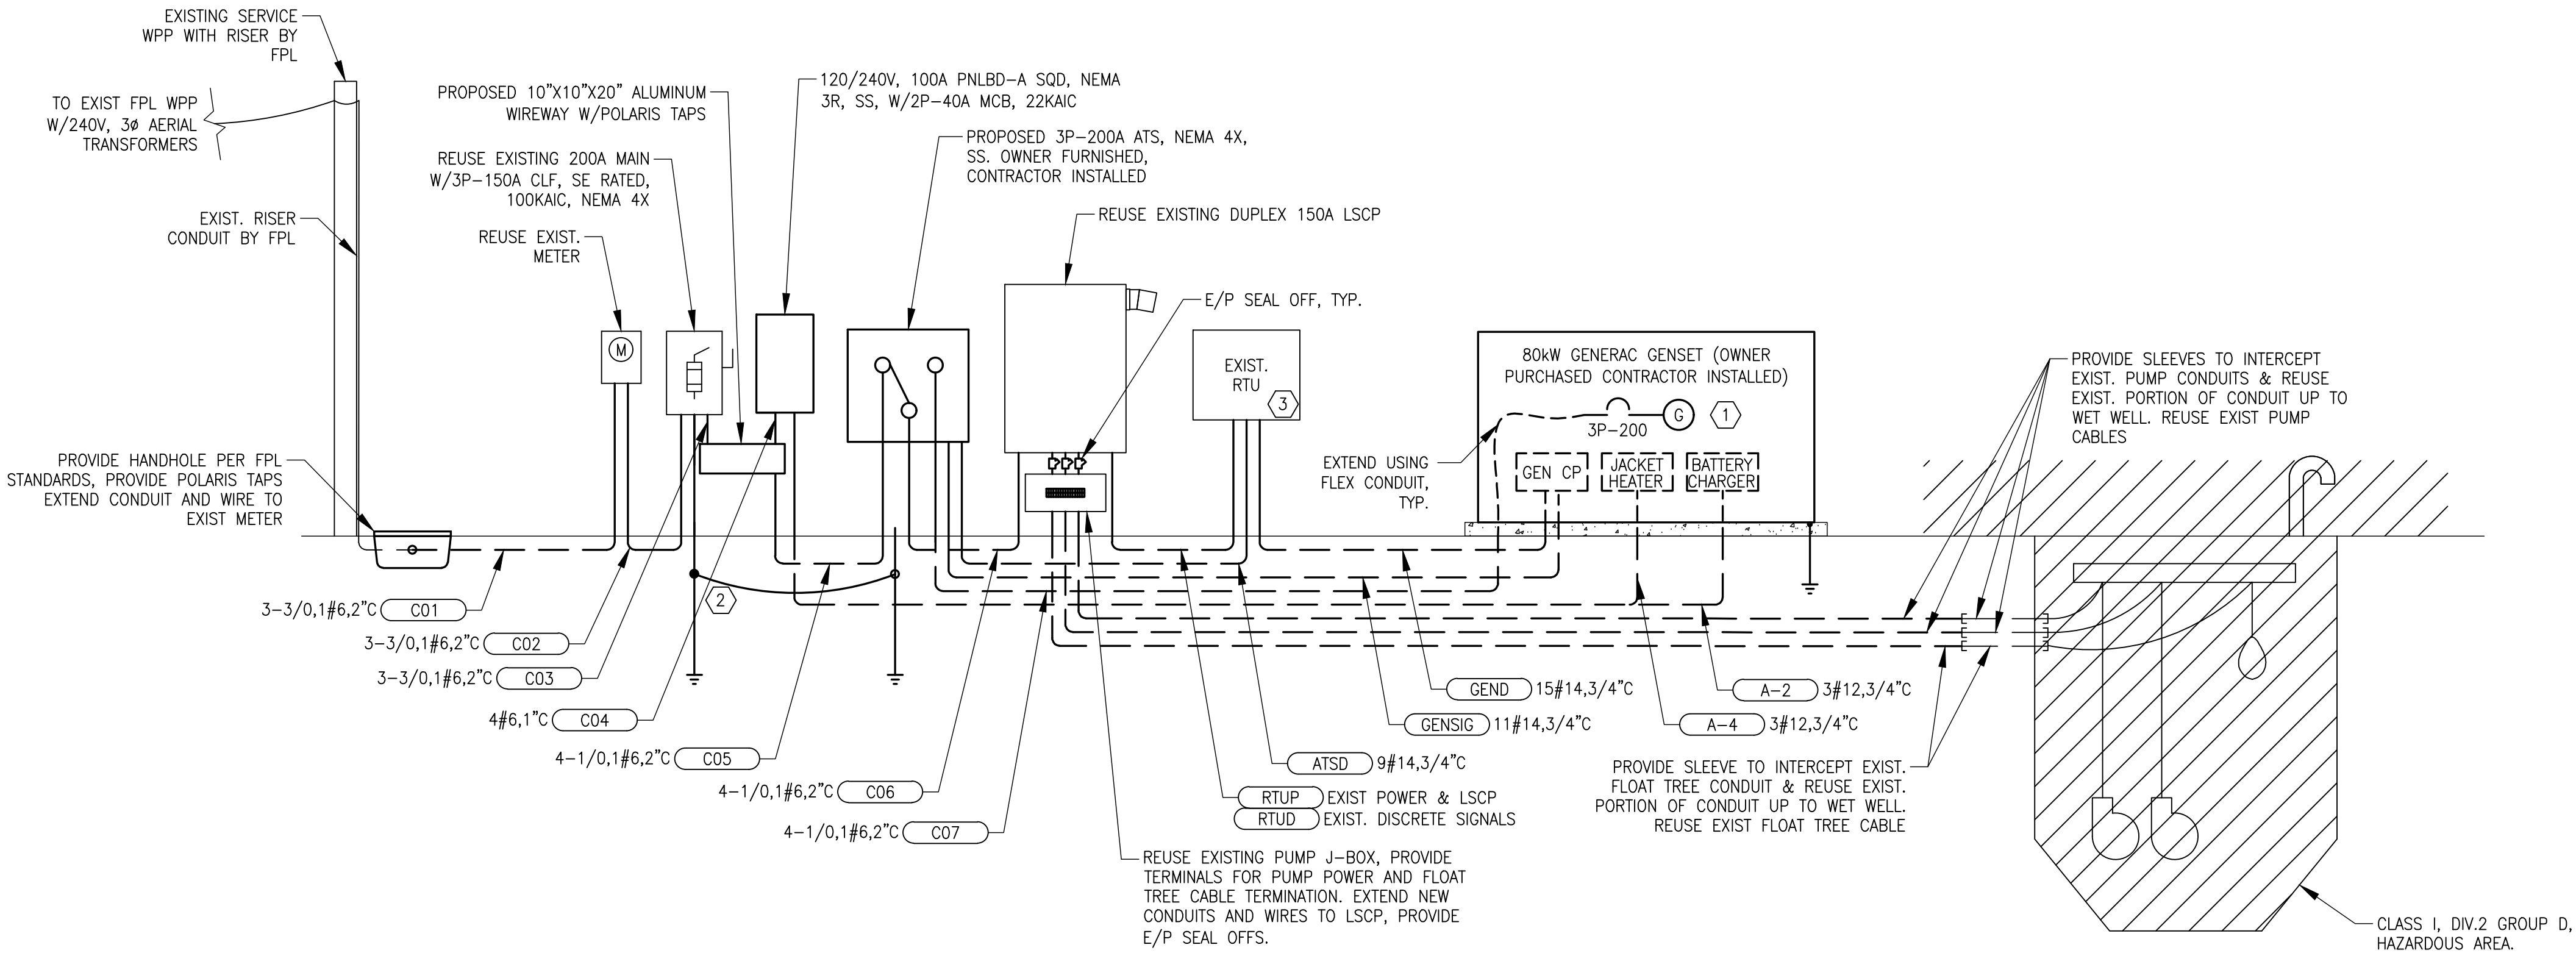 EXISTING SERVICE
WPP WITH RISER BY
FPL
TO EXIST FPL WPP
W/240V, 3ø AERIAL
TRANSFORMERS
EXIST. RISER
CONDUIT BY FPL
PROVIDE HANDHOLE PER FPL
STANDARDS, PROVIDE POLARIS TAPS
EXTEND CONDUIT AND WIRE TO
EXIST METER
PROPOSED 10"X10"X20" ALUMINUM
WIREWAY W/POLARIS TAPS
REUSE EXISTING 200A MAIN
W/3P-150A CLF, SE RATED,
100KAIC, NEMA 4X
REUSE EXIST.
METER
120/240V, 100A PNLBD-A SQD, NEMA
3R, SS, W/2P-40A MCB, 22KAIC
PROPOSED 3P-200A ATS, NEMA 4X,
SS. OWNER FURNISHED,
CONTRACTOR INSTALLED
REUSE EXISTING DUPLEX 150A LSCP
E/P SEAL OFF, TYP.
M
EXIST.
RTU
3
80kW GENERAC GENSET (OWNER
PURCHASED CONTRACTOR INSTALLED)
G
1
3P-200
GEN CP
JACKET
HEATER
BATTERY
CHARGER
EXTEND USING
FLEX CONDUIT,
TYP.
PROVIDE SLEEVES TO INTERCEPT
EXIST. PUMP CONDUITS & REUSE
EXIST. PORTION OF CONDUIT UP TO
WET WELL. REUSE EXIST PUMP
CABLES
2
3-3/0,1#6,2"C C01
3-3/0,1#6,2"C C02
3-3/0,1#6,2"C C03
4#6,1"C C04
4-1/0,1#6,2"C C05
4-1/0,1#6,2"C C06
4-1/0,1#6,2"C C07
GEND 15#14,3/4"C
GENSIG 11#14,3/4"C
ATSD 9#14,3/4"C
RTUP EXIST POWER & LSCP
RTUD EXIST. DISCRETE SIGNALS
A-2 3#12,3/4"C
A-4 3#12,3/4"C
PROVIDE SLEEVE TO INTERCEPT EXIST.
FLOAT TREE CONDUIT & REUSE EXIST.
PORTION OF CONDUIT UP TO WET WELL.
REUSE EXIST FLOAT TREE CABLE
REUSE EXISTING PUMP J-BOX, PROVIDE
TERMINALS FOR PUMP POWER AND FLOAT
TREE CABLE TERMINATION. EXTEND NEW
CONDUITS AND WIRES TO LSCP, PROVIDE
E/P SEAL OFFS.
CLASS I, DIV.2 GROUP D,
HAZARDOUS AREA.